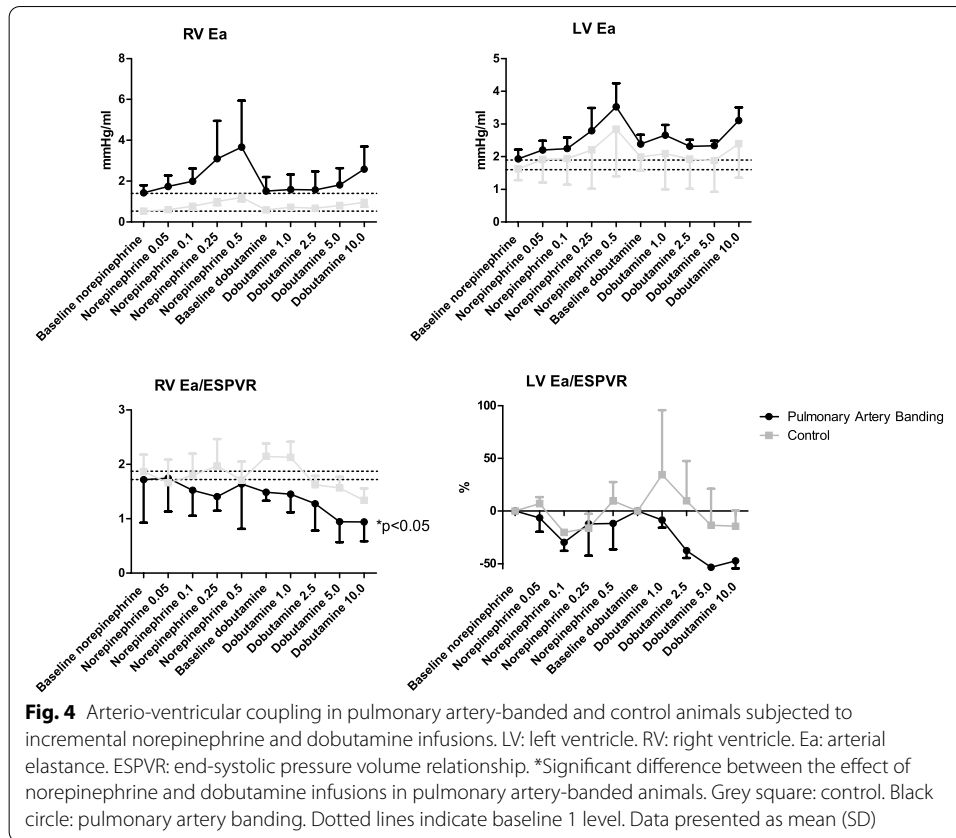 RV Ea
mmHg/ml
8
6
4
2
0
Baseline norepinephrine
Norepinephrine 0.05
Norepinephrine 0.1
Norepinephrine 0.25
Norepinephrine 0.5
Baseline dobutamine
Dobutamine 1.0
Dobutamine 2.5
Dobutamine 5.0
Dobutamine 10.0
LV Ea
mmHg/ml
5
4
3
2
1
0
Baseline norepinephrine
Norepinephrine 0.05
Norepinephrine 0.1
Norepinephrine 0.25
Norepinephrine 0.5
Baseline dobutamine
Dobutamine 1.0
Dobutamine 2.5
Dobutamine 5.0
Dobutamine 10.0
RV Ea/ESPVR
3
2
1
0
*p<0.05
Baseline norepinephrine
Norepinephrine 0.05
Norepinephrine 0.1
Norepinephrine 0.25
Norepinephrine 0.5
Baseline dobutamine
Dobutamine 1.0
Dobutamine 2.5
Dobutamine 5.0
Dobutamine 10.0
LV Ea/ESPVR
%
100
50
0
-50
Baseline norepinephrine
Norepinephrine 0.05
Norepinephrine 0.1
Norepinephrine 0.25
Norepinephrine 0.5
Baseline dobutamine
Dobutamine 1.0
Dobutamine 2.5
Dobutamine 5.0
Dobutamine 10.0
Pulmonary Artery Banding
Control
Fig. 4 Arterio-ventricular coupling in pulmonary artery-banded and control animals subjected to
incremental norepinephrine and dobutamine infusions. LV: left ventricle. RV: right ventricle. Ea: arterial
elastance. ESPVR: end-systolic pressure volume relationship. *Significant difference between the effect of
norepinephrine and dobutamine infusions in pulmonary artery-banded animals. Grey square: control. Black
circle: pulmonary artery banding. Dotted lines indicate baseline 1 level. Data presented as mean (SD)